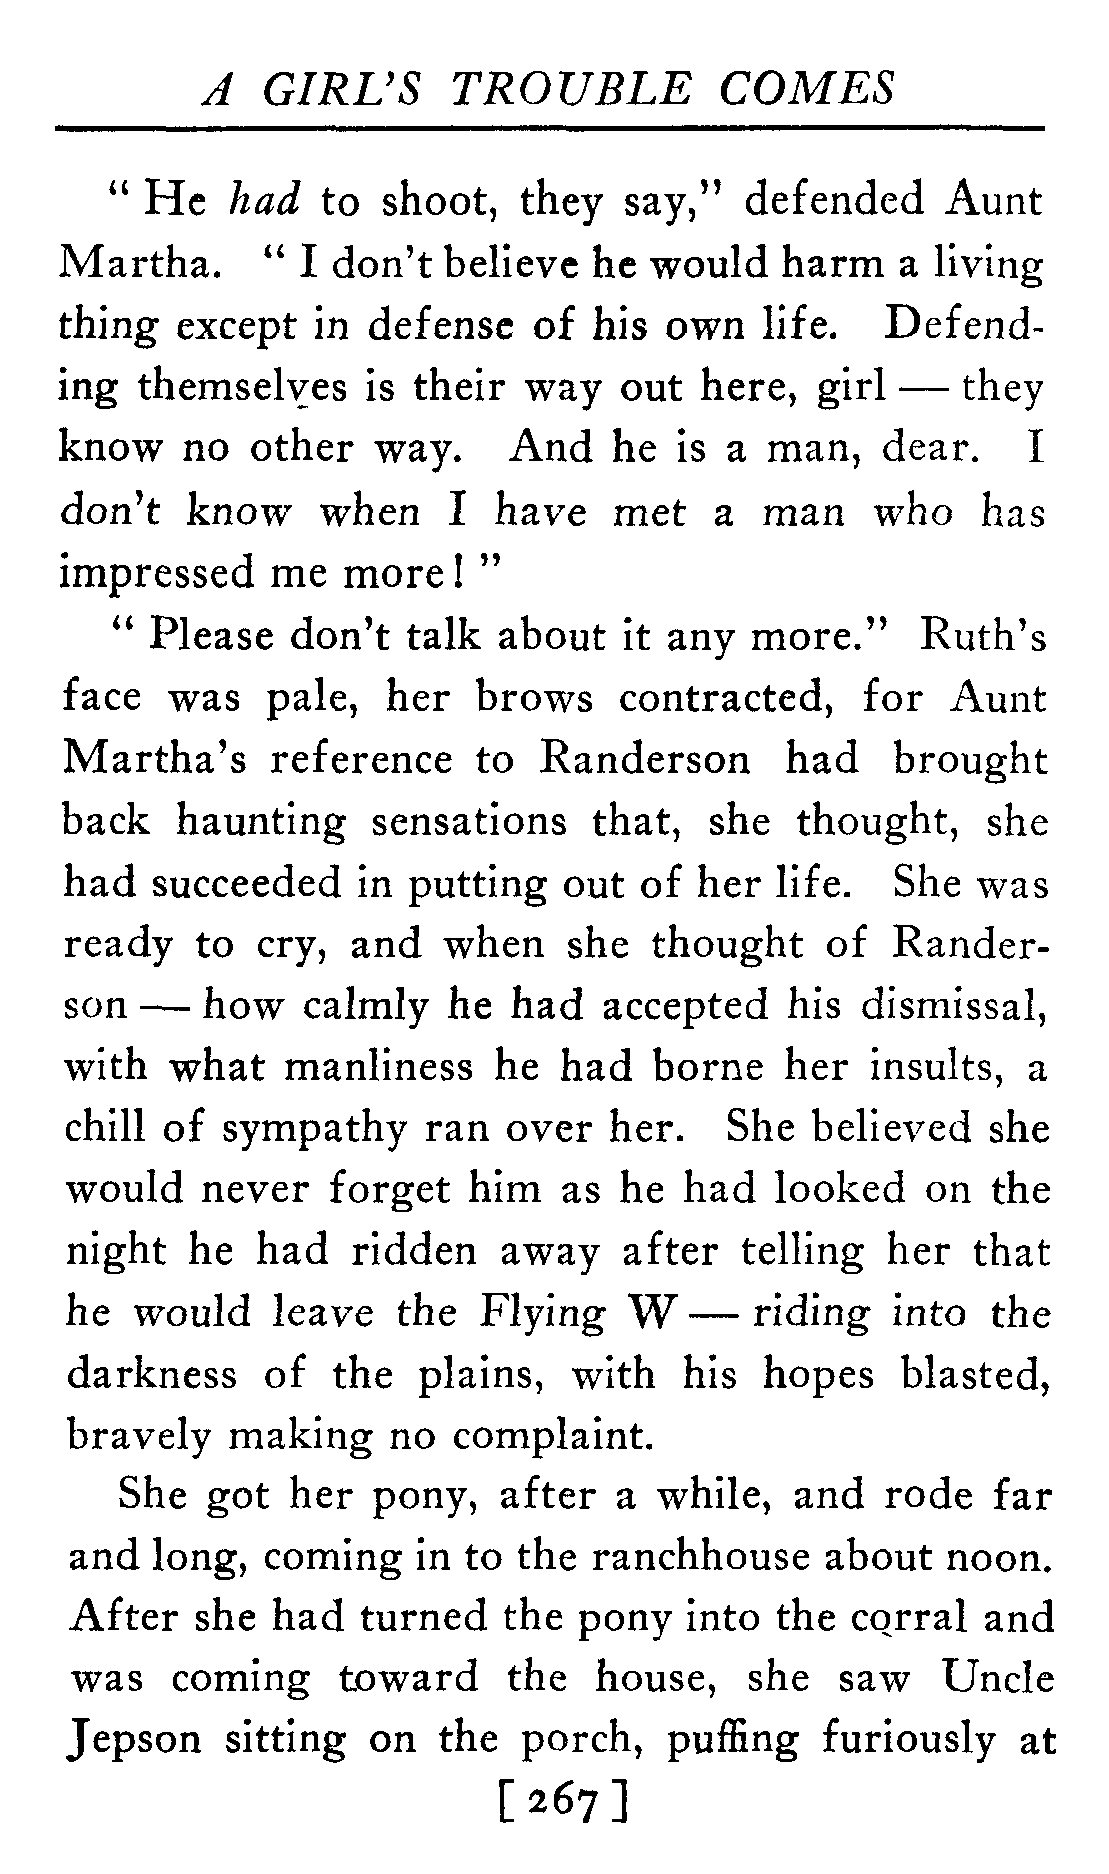 A GIRL'S TROUBLE COMES
“ He had to shoot, they say,” defended Aunt
Martha. “ I don't believe he would harm a living
thing except in defense of his own life. Defend-
ing themselves is their way out here, girl — they
know no other way. And he is a man, dear. I
don't know when I have met a man who has
impressed me more! ”
“ Please don't talk about it any more.” Ruth's
face was pale, her brows contracted, for Aunt
Martha's reference to Randerson had brought
back haunting sensations that, she thought, she
had succeeded in putting out of her life. She was
ready to cry, and when she thought of Rander-
son — how calmly he had accepted his dismissal,
with what manliness he had borne her insults, a
chill of sympathy ran over her. She believed she
would never forget him as he had looked on the
night he had ridden away after telling her that
he would leave the Flying W — riding into the
darkness of the plains, with his hopes blasted,
bravely making no complaint.
She got her pony, after a while, and rode far
and long, coming in to the ranchhouse about noon.
After she had turned the pony into the corral and
was coming toward the house, she saw Uncle
Jepson sitting on the porch, puffing furiously at
[ 267 ]